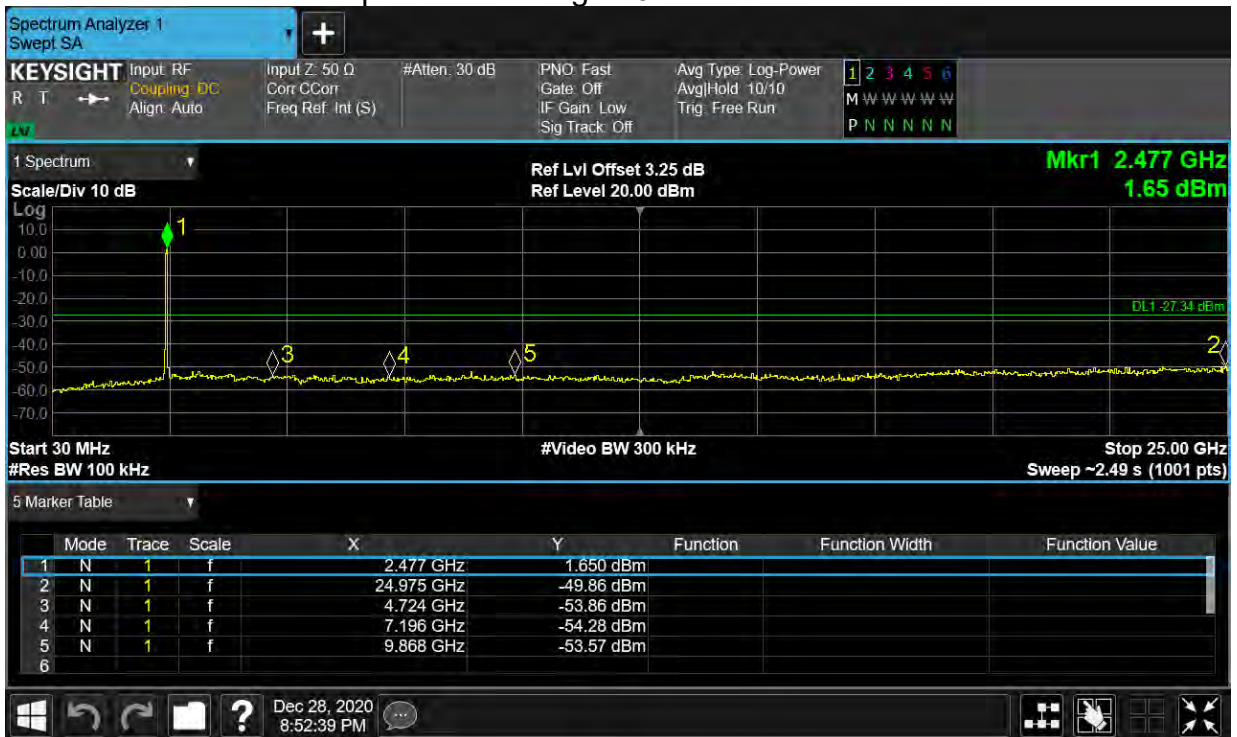 Spectrum Analyzer 1
Swept SA
+
KEYSIGHT Input: RF Input Z: 50 Ω #Atten: 30 dB PNO: Fast Avg Type: Log-Power 1 2 3 4 5 6
R T Coupling: DC Corr CCorr Gate: Off Avg|Hold: 10/10 M W W W W W
Align: Auto Freq Ref: Int (S) IF Gain: Low Trig: Free Run
Sig Track: Off P N N N N N
LXI
1 Spectrum
Ref Lvl Offset 3.25 dB Mkr1 2.477 GHz
Scale/Div 10 dB Ref Level 20.00 dBm 1.65 dBm
Log
10.0 1
0.00
-10.0
-20.0
DL1 -27.34 dBm
-30.0
-40.0
3 4 5 2
-50.0
-60.0
-70.0
Start 30 MHz #Video BW 300 kHz Stop 25.00 GHz
#Res BW 100 kHz Sweep ~2.49 s (1001 pts)
5 Marker Table
Mode Trace Scale X Y Function Function Width Function Value
1 N 1 f 2.477 GHz 1.650 dBm
2 N 1 f 24.975 GHz -49.86 dBm
3 N 1 f 4.724 GHz -53.86 dBm
4 N 1 f 7.196 GHz -54.28 dBm
5 N 1 f 9.868 GHz -53.57 dBm
6
? Dec 28, 2020
8:52:39 PM